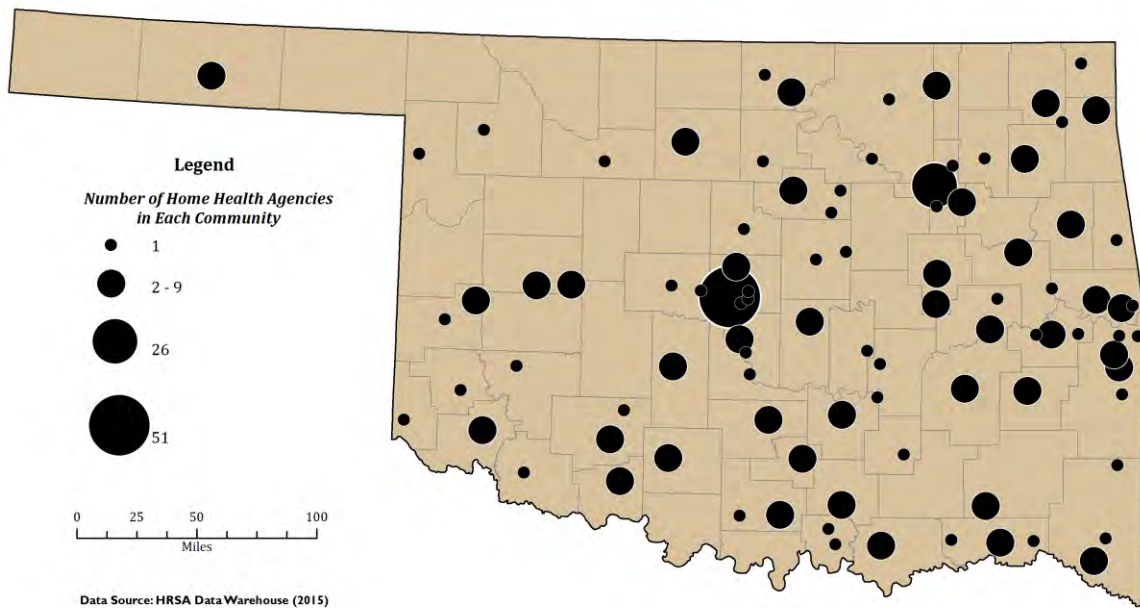 Legend
Number of Home Health Agencies
in Each Community
1
2 - 9
26
51
0 25 50 100
Miles
Data Source: HRSA Data Warehouse (2015)